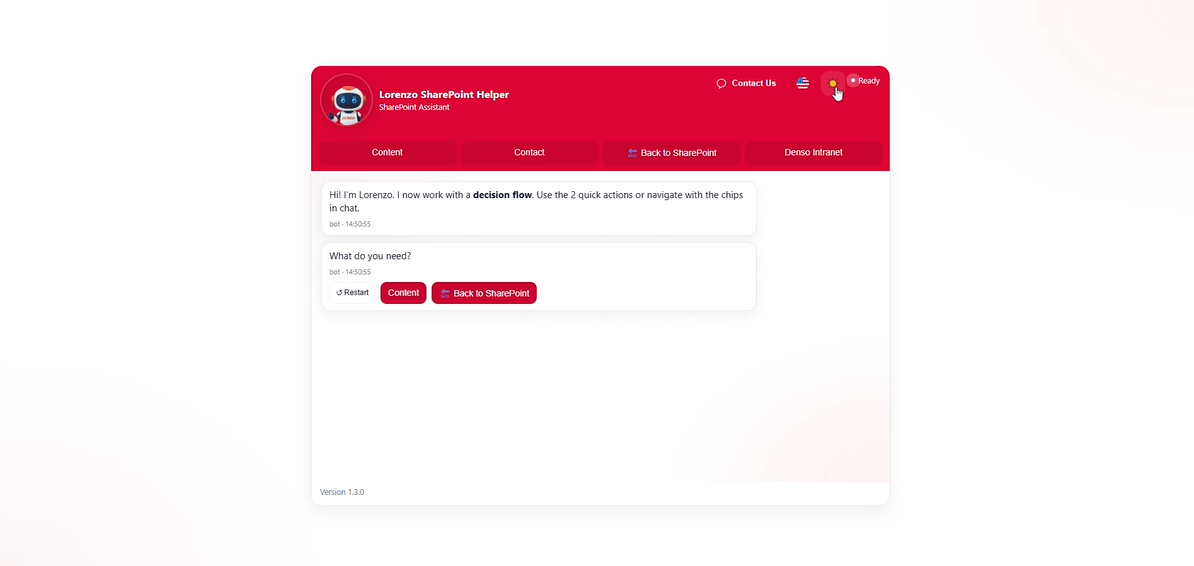 Contact Us
Ready
Lorenzo SharePoint Helper
SharePoint Assistant
Content
Contact
Back to SharePoint
Denso Intranet
Hi! I'm Lorenzo. I now work with a decision flow. Use the 2 quick actions or navigate with the chips
in chat.
bot · 14:50:55
What do you need?
bot · 14:50:55
↺ Restart
Content
Back to SharePoint
Version 1.3.0